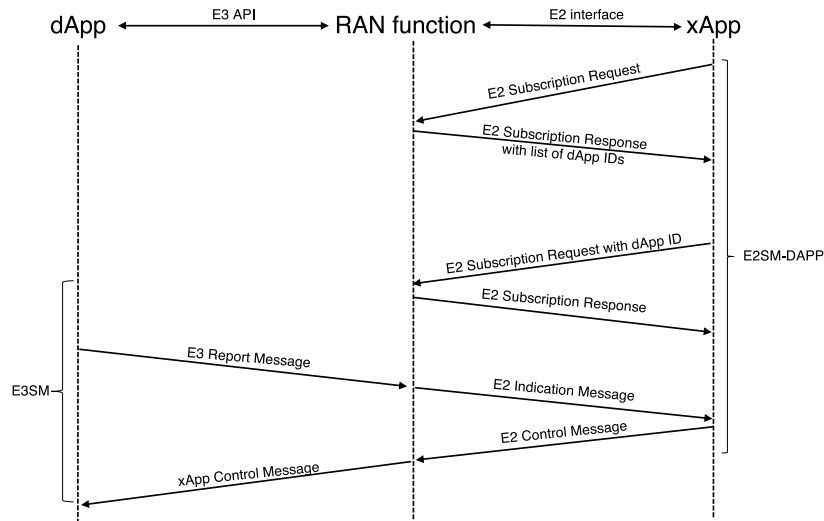 dApp
E3 API
RAN function
E2 interface
xApp
E2 Subscription Request
E2 Subscription Response
with list of dApp IDs
E2 Subscription Request with dApp ID
E2SM-DAPP
E2 Subscription Response
E3 Report Message
E2 Indication Message
E3SM
E2 Control Message
xApp Control Message